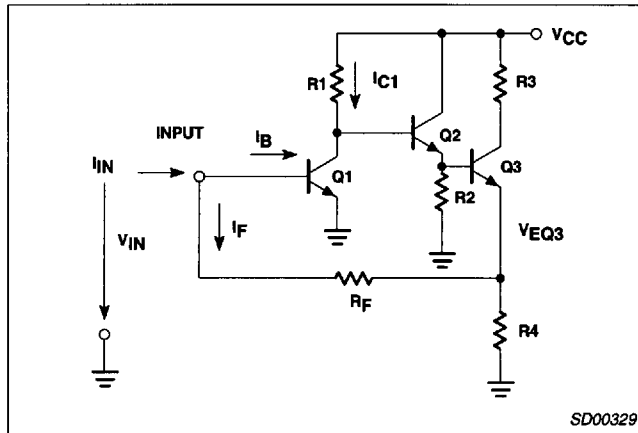 VCC
R1
IC1
R3
INPUT
IB
Q2
IIN
Q1
Q3
R2
VIN
IF
VEQ3
RF
R4
SD00329